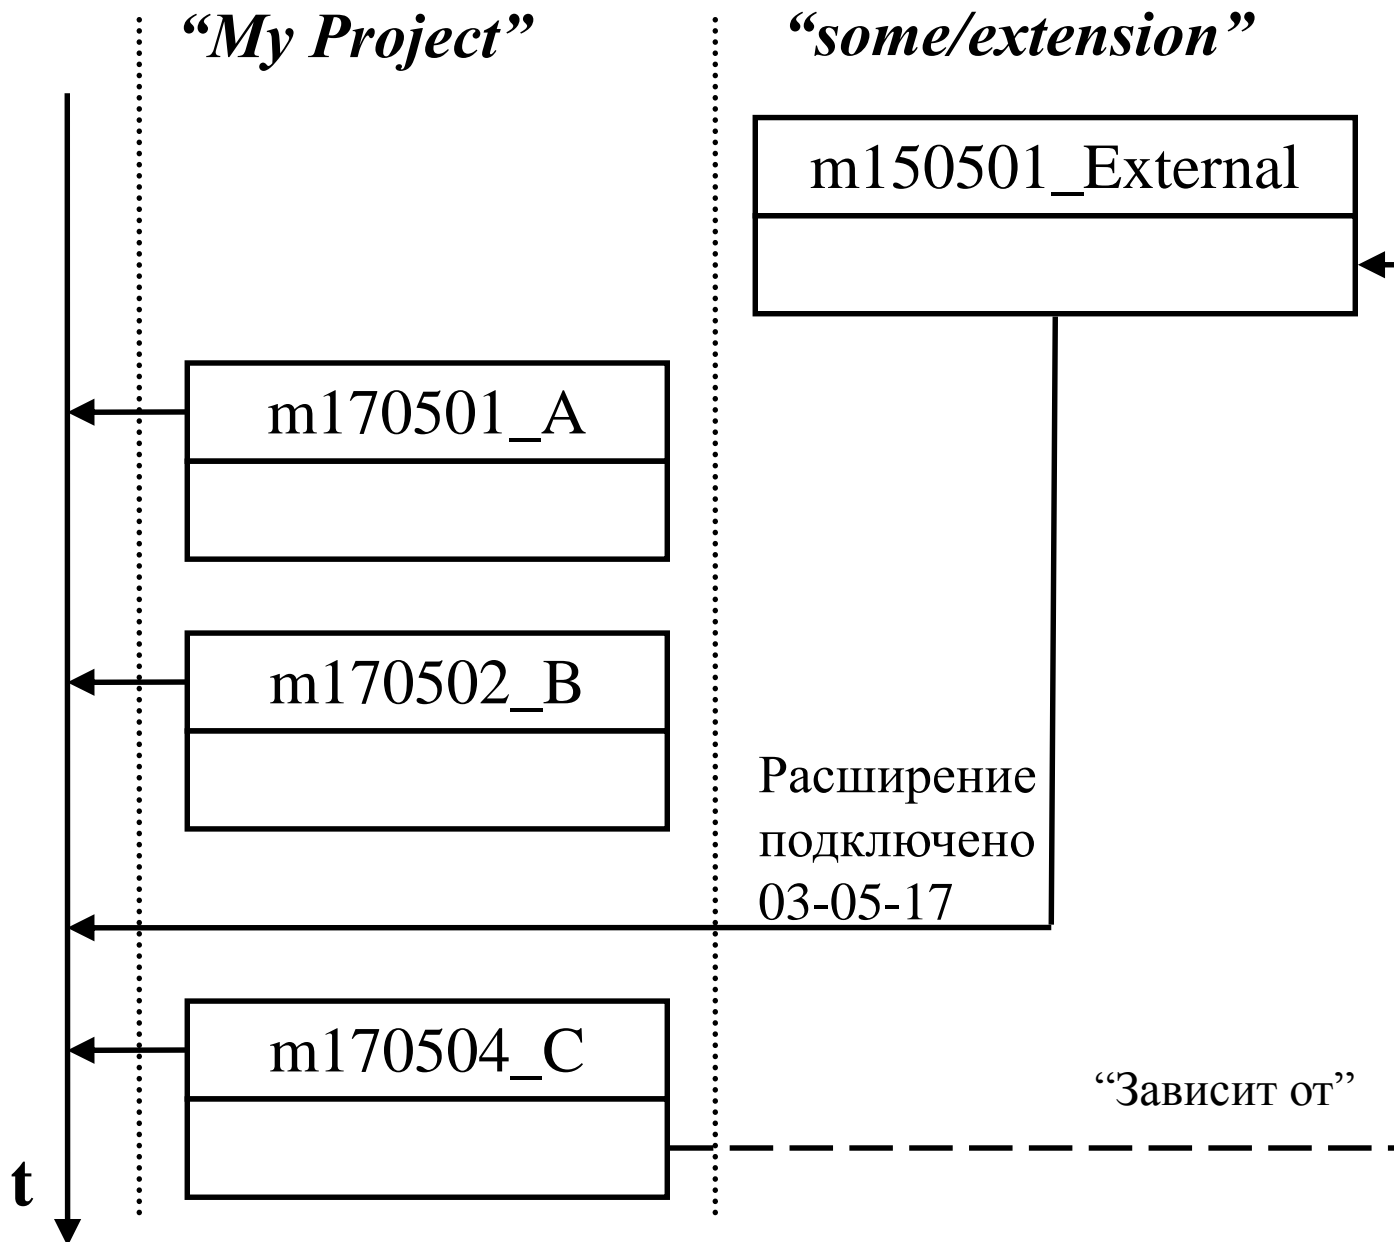 “My Project”
“some/extension”
m150501_External
m170501_A
m170502_B
Расширение
подключено
03-05-17
m170504_C
“Зависит от”
t